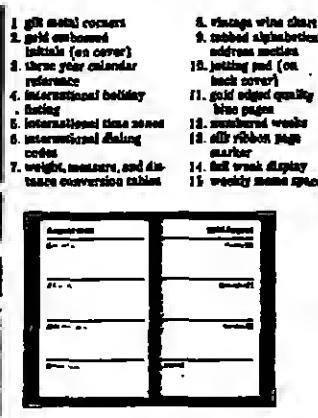 1 gilt metal corners
2. gold embossed
initials (on cover)
3. three year calendar
reference
4. international holiday
listing
5. international time zones
6. international dialing
codes
7. weight, measure, and dis-
tance conversion tables
8. vintage wine chart
9. tabbed alphabetical
address section
10. jotting pad (on
back cover)
11. gold edged quality
blue pages
12. numbered weeks
13. silk ribbon page
marker
14. full week display
15. weekly memo space